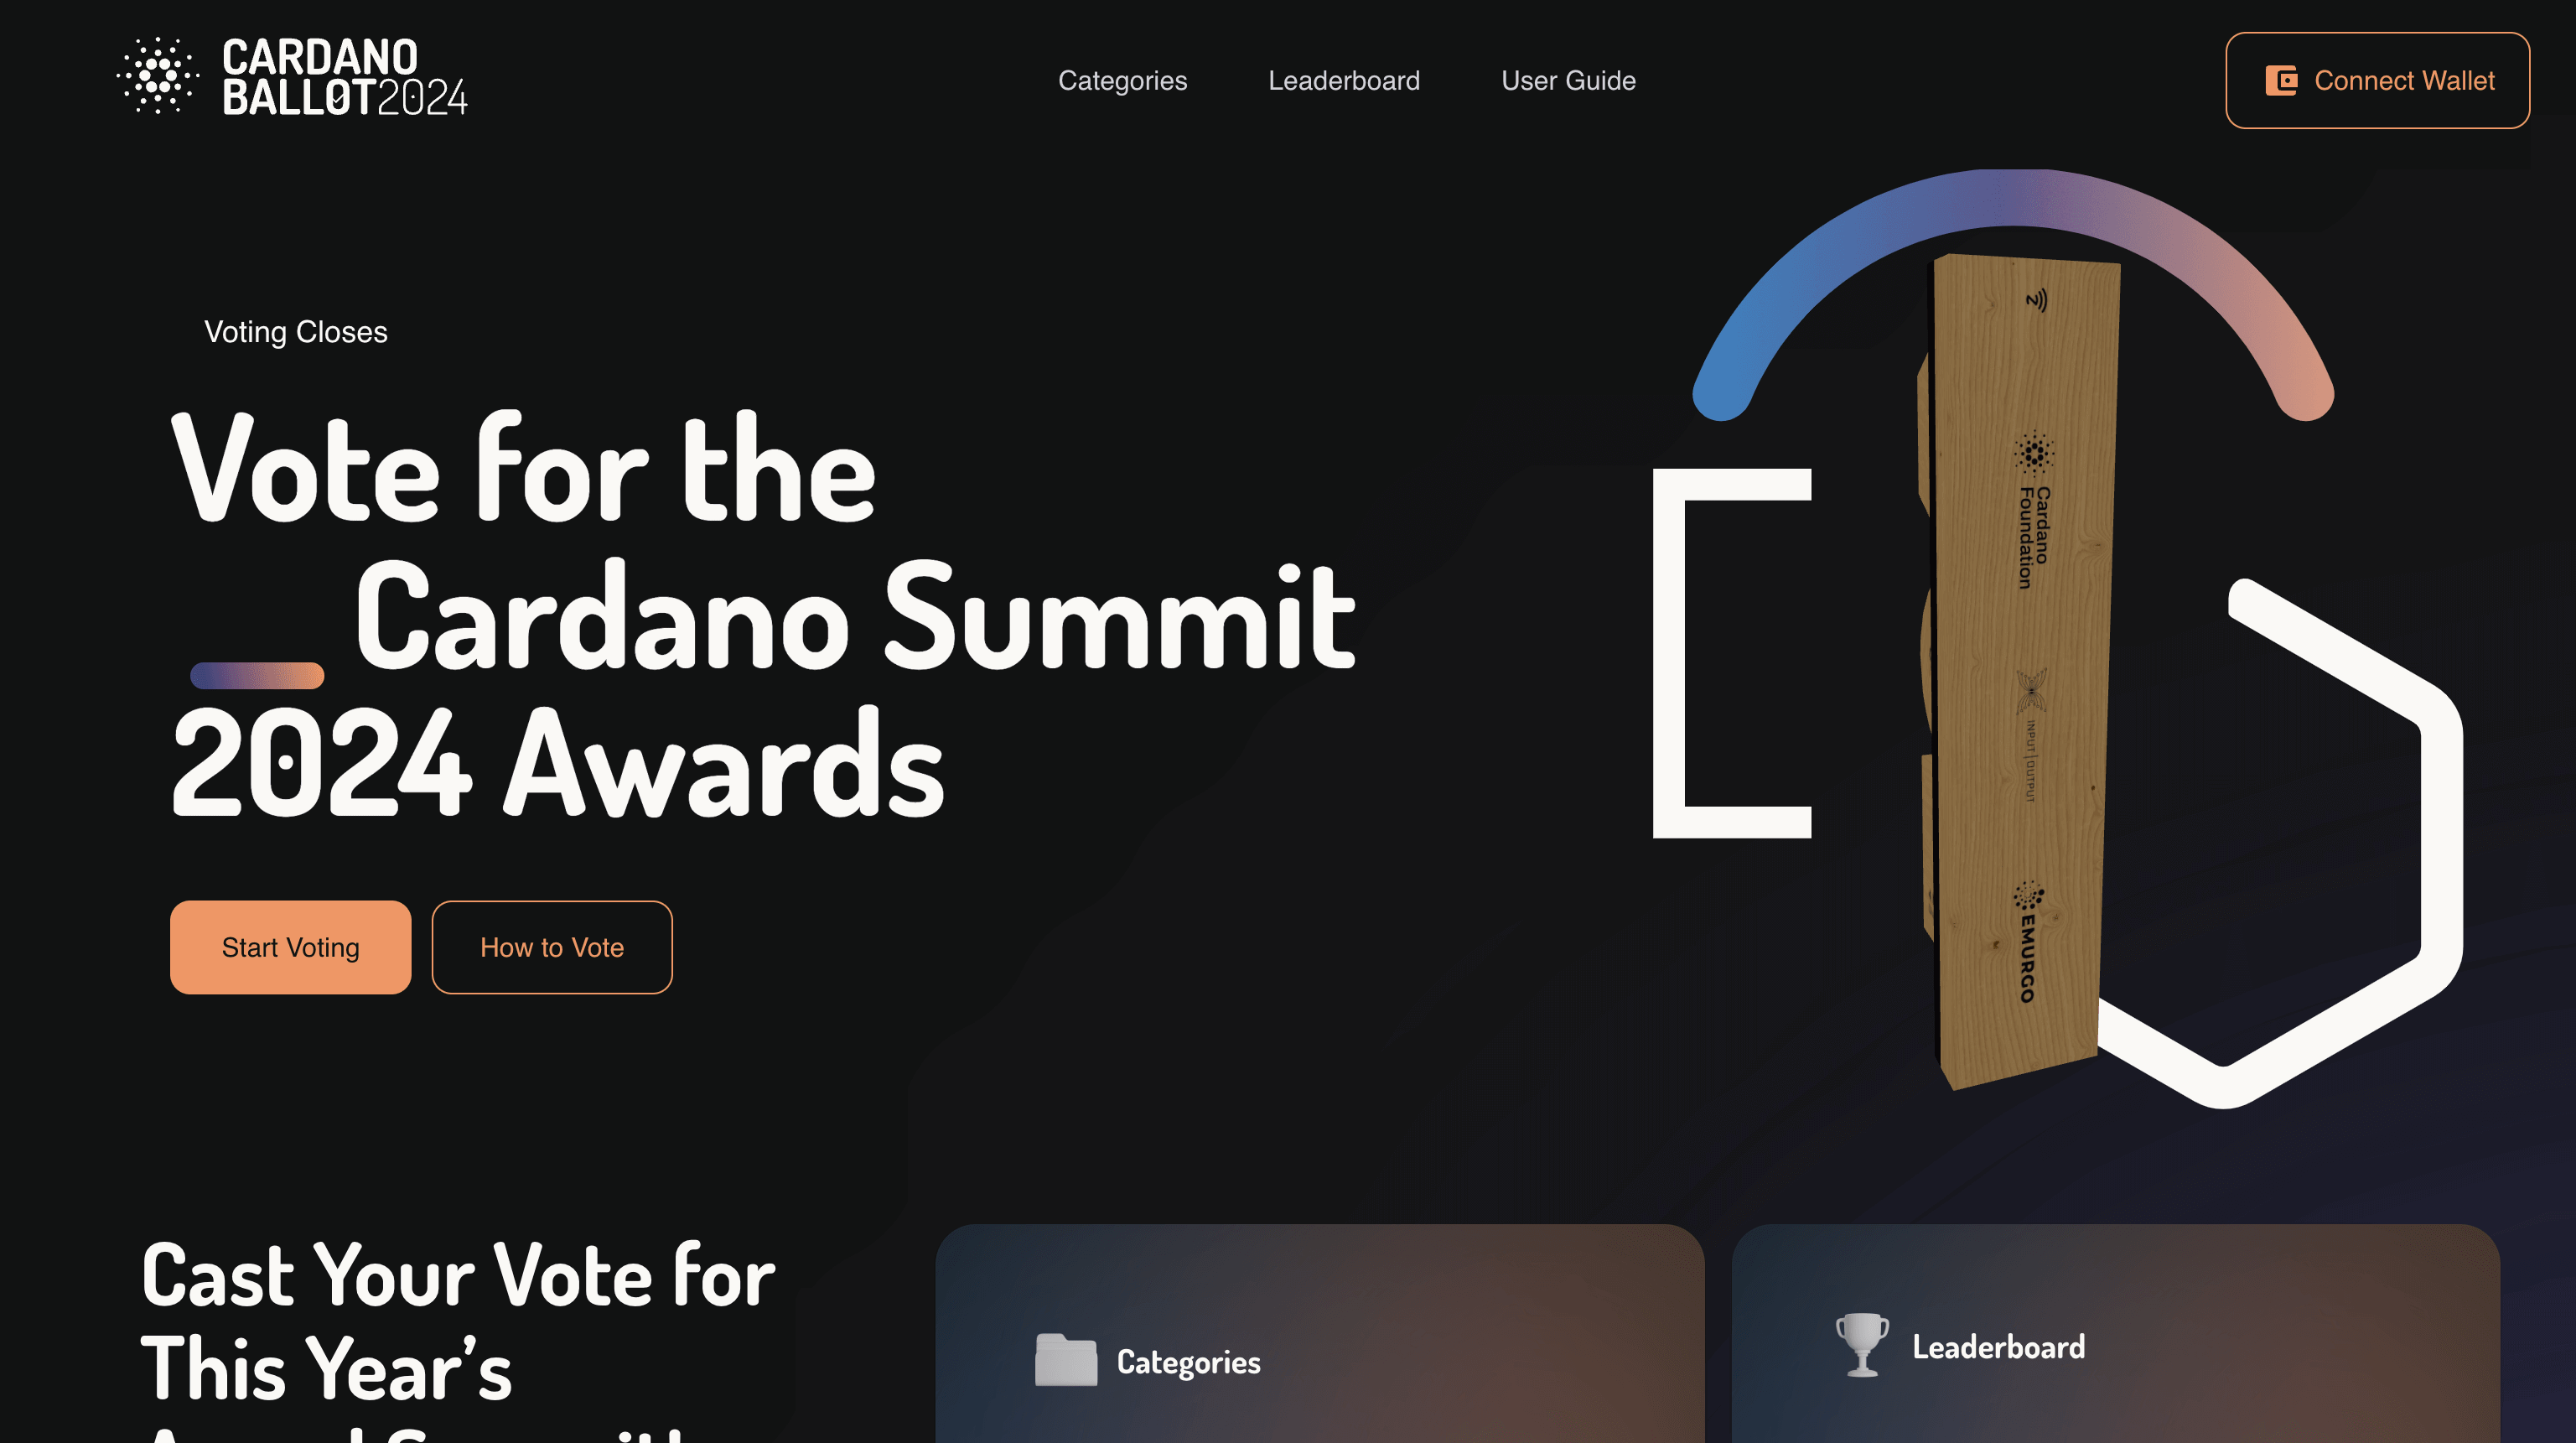 CARDANO
BALLOT2024
Categories
Leaderboard
User Guide
Connect Wallet
Voting Closes
Vote for the
Cardano Summit
2024 Awards
Start Voting
How to Vote
Cardano
Foundation
INPUT | OUTPUT
EMURGO
Cast Your Vote for
This Year’s
Categories
Leaderboard